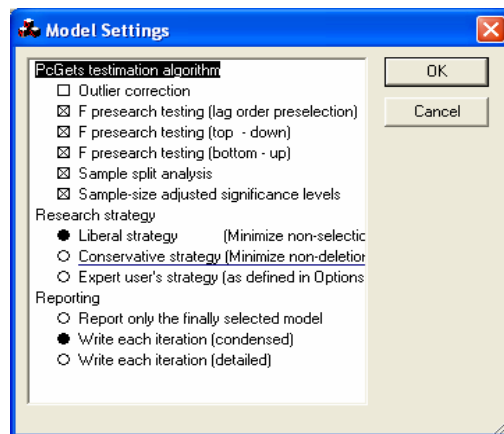 Model Settings
PcGets testimation algorithm
Outlier correction
F presearch testing (lag order preselection)
F presearch testing (top - down)
F presearch testing (bottom - up)
Sample split analysis
Sample-size adjusted significance levels
Research strategy
Liberal strategy (Minimize non-selectic
Conservative strategy (Minimize non-deletion
Expert user's strategy (as defined in Options
Reporting
Report only the finally selected model
Write each iteration (condensed)
Write each iteration (detailed)
OK
Cancel